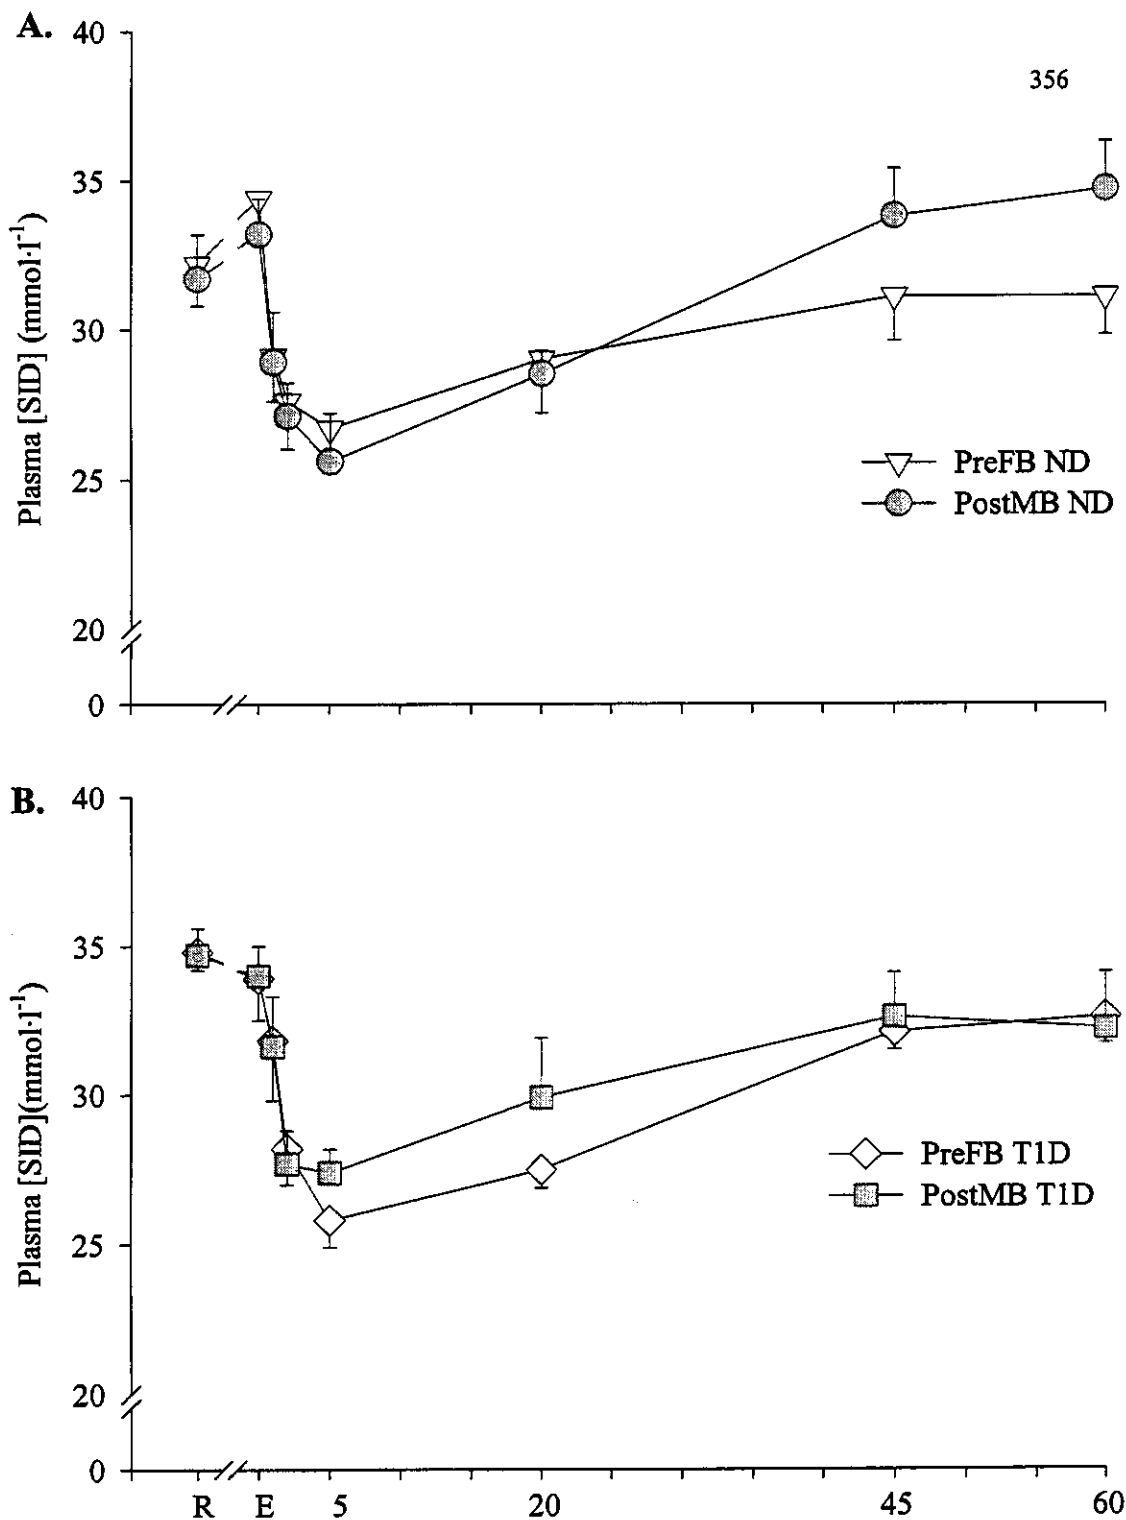 A.
40
356
35
30
25
20
0
Plasma [SID] (mmol·l⁻¹)
PreFB ND
PostMB ND
B.
40
35
30
25
20
0
Plasma [SID](mmol·l⁻¹)
PreFB T1D
PostMB T1D
R E 5 20 45 60